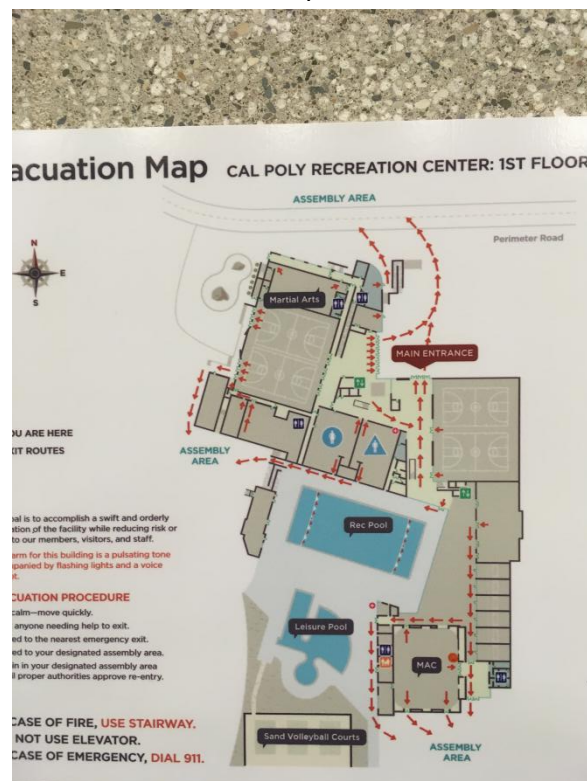 acuation Map CAL POLY RECREATION CENTER: 1ST FLOOR
ASSEMBLY AREA
Perimeter Road
N
E
S
Martial Arts
MAIN ENTRANCE
OU ARE HERE
XIT ROUTES
ASSEMBLY
AREA
al is to accomplish a swift and orderly
tion of the facility while reducing risk or
to our members, visitors, and staff.
erm for this building is a pulsating tone
panied by flashing lights and a voice
t.
ACUATION PROCEDURE
calm—move quickly.
anyone needing help to exit.
ed to the nearest emergency exit.
ed to your designated assembly area.
in in your designated assembly area
l proper authorities approve re-entry.
CASE OF FIRE, USE STAIRWAY.
NOT USE ELEVATOR.
CASE OF EMERGENCY, DIAL 911.
Rec Pool
Leisure Pool
MAC
Sand Volleyball Courts
ASSEMBLY
AREA